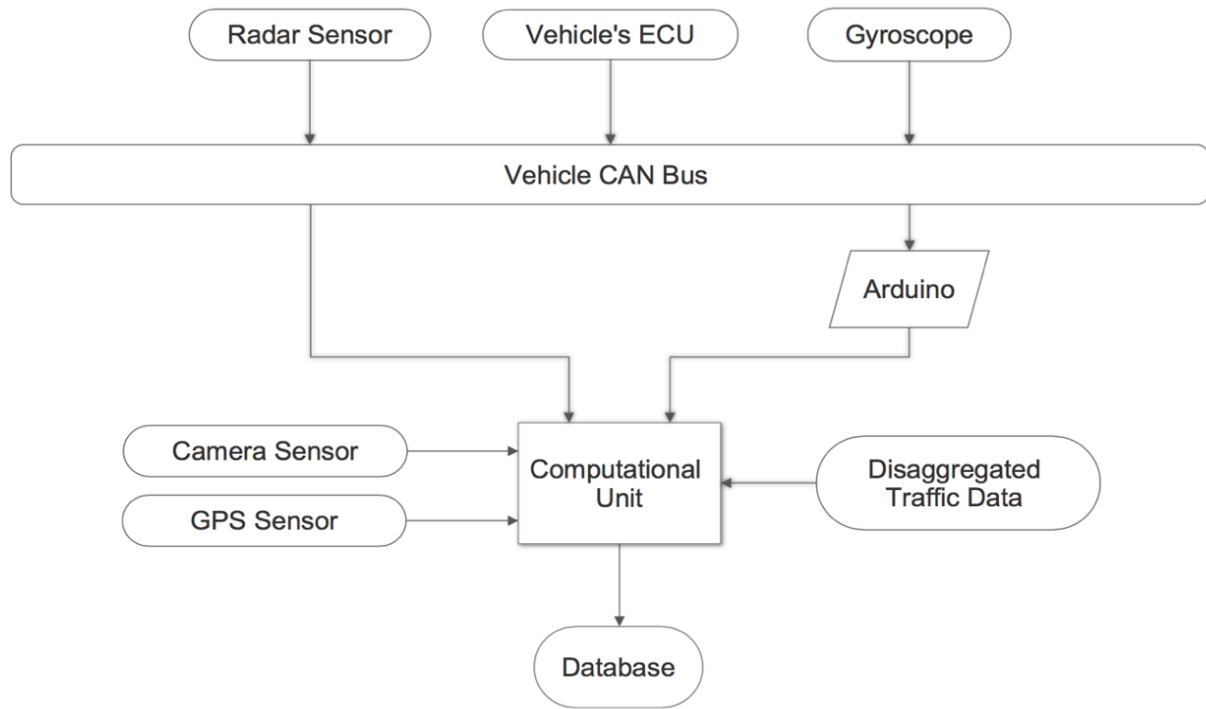 Radar Sensor
Vehicle's ECU
Gyroscope
Vehicle CAN Bus
Arduino
Camera Sensor
GPS Sensor
Computational
Unit
Disaggregated
Traffic Data
Database